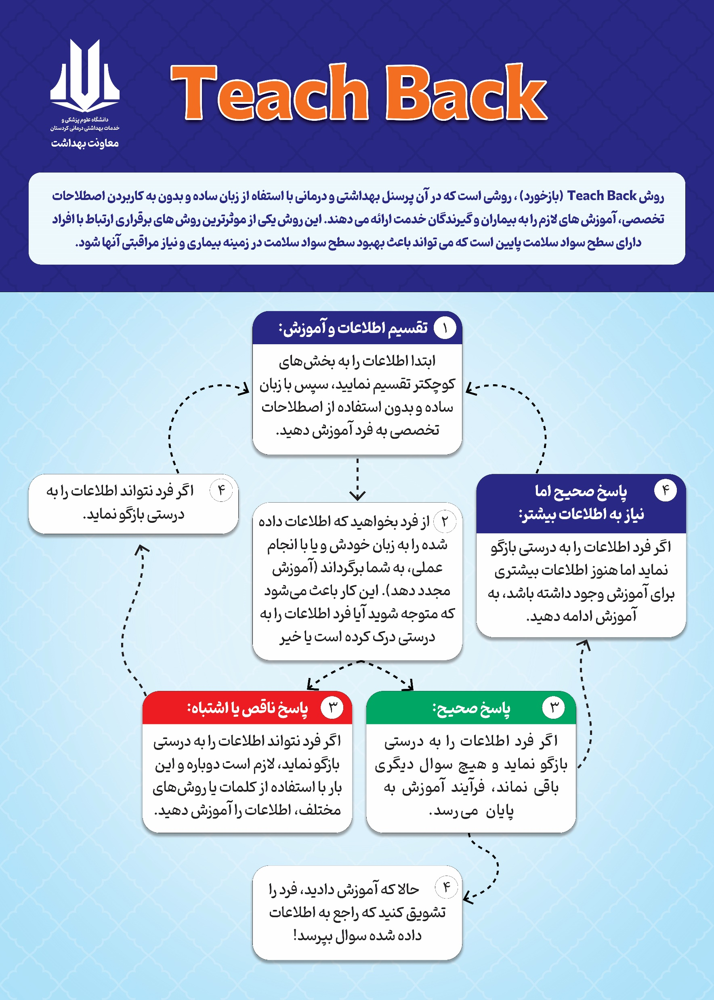 Teach Back
دانشگاه علوم پزشکی و
خدمات بهداشتی درمانی کردستان
معاونت بهداشت
روش Teach Back (بازخورد) ، روشی است که در آن پرسنل بهداشتی و درمانی با استفاه از زبان ساده و بدون به کاربردن اصطلاحات
تخصصی، آموزش های لازم را به بیماران و گیرندگان خدمت ارائه می دهند. این روش یکی از موثرترین روش های برقراری ارتباط با افراد
دارای سطح سواد سلامت پایین است که می تواند باعث بهبود سطح سواد سلامت در زمینه بیماری و نیاز مراقبتی آنها شود.
۱ تقسیم اطلاعات و آموزش:
ابتدا اطلاعات را به بخش‌های
کوچکتر تقسیم نمایید، سپس با زبان
ساده و بدون استفاده از اصطلاحات
تخصصی به فرد آموزش دهید.
۲ از فرد بخواهید که اطلاعات داده
شده را به زبان خودش و یا با انجام
عملی، به شما برگرداند (آموزش
مجدد دهد). این کار باعث می‌شود
که متوجه شوید آیا فرد اطلاعات را به
درستی درک کرده است یا خیر
۳ پاسخ صحیح:
اگر فرد اطلاعات را به درستی
بازگو نماید و هیچ سوال دیگری
باقی نماند، فرآیند آموزش به
پایان می رسد.
۳ پاسخ ناقص یا اشتباه:
اگر فرد نتواند اطلاعات را به درستی
بازگو نماید، لازم است دوباره و این
بار با استفاده از کلمات یا روش‌های
مختلف، اطلاعات را آموزش دهید.
۴ پاسخ صحیح اما
نیاز به اطلاعات بیشتر:
اگر فرد اطلاعات را به درستی بازگو
نماید اما هنوز اطلاعات بیشتری
برای آموزش وجود داشته باشد، به
آموزش ادامه دهید.
۴ اگر فرد نتواند اطلاعات را به
درستی بازگو نماید.
۴ حالا که آموزش دادید، فرد را
تشویق کنید که راجع به اطلاعات
داده شده سوال بپرسد!